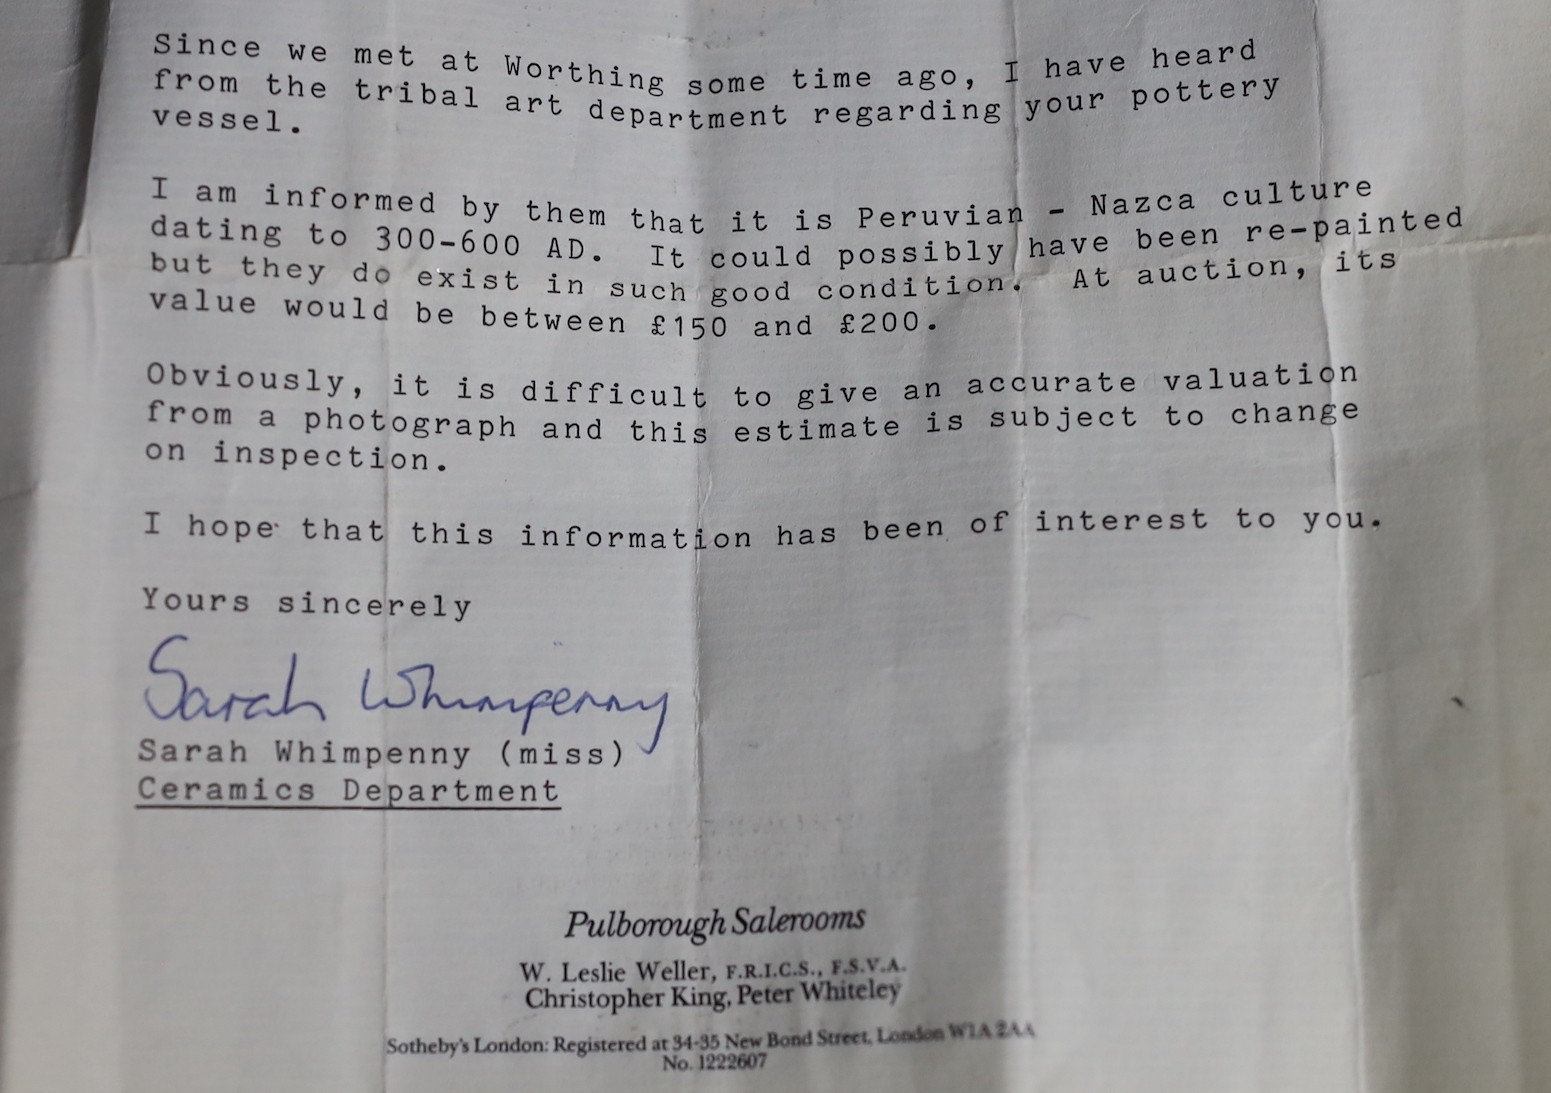 Since we met at Worthing some time ago, I have heard
from the tribal art department regarding your pottery
vessel.
I am informed by them that it is Peruvian - Nazca culture
dating to 300-600 AD. It could possibly have been re-painted
but they do exist in such good condition. At auction, its
value would be between £150 and £200.
Obviously, it is difficult to give an accurate valuation
from a photograph and this estimate is subject to change
on inspection.
I hope that this information has been of interest to you.
Yours sincerely
Sarah Whimpenny
Sarah Whimpenny (miss)
Ceramics Department
Pulborough Salerooms
W. Leslie Weller, F.R.I.C.S., F.S.V.A.
Christopher King, Peter Whiteley
Sotheby's London: Registered at 34-35 New Bond Street, London W1A 2AA
No. 1222607